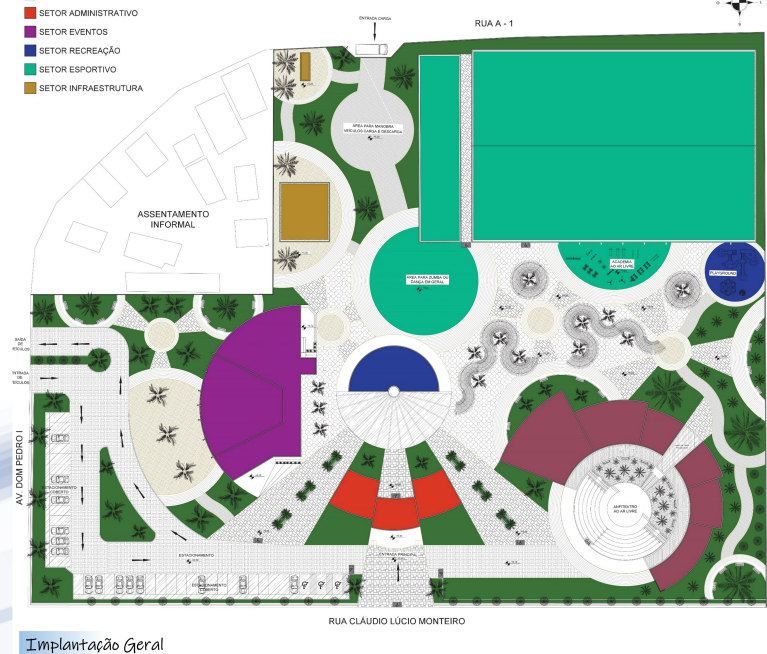 ENTRADA CARGA
RUA A - 1
SETOR ADMINISTRATIVO
SETOR EVENTOS
SETOR RECREAÇÃO
SETOR ESPORTIVO
SETOR INFRAESTRUTURA
ÁREA PARA MANOBRA
VEÍCULOS CARGA E DESCARGA
ASSENTAMENTO
INFORMAL
ACADEMIA
AO AR LIVRE
PLAYGROUND
ÁREA PARA ZUMBA OU
DANÇA EM GERAL
SAÍDA
DE
VEÍCULOS
ENTRADA
DE
VEÍCULOS
AV. DOM PEDRO I
ESTACIONAMENTO
COBERTO
ANFITEATRO
AO AR LIVRE
ESTACIONAMENTO
ENTRADA PRINCIPAL
ESTACIONAMENTO
COBERTO
RUA CLÁUDIO LÚCIO MONTEIRO
Implantação Geral